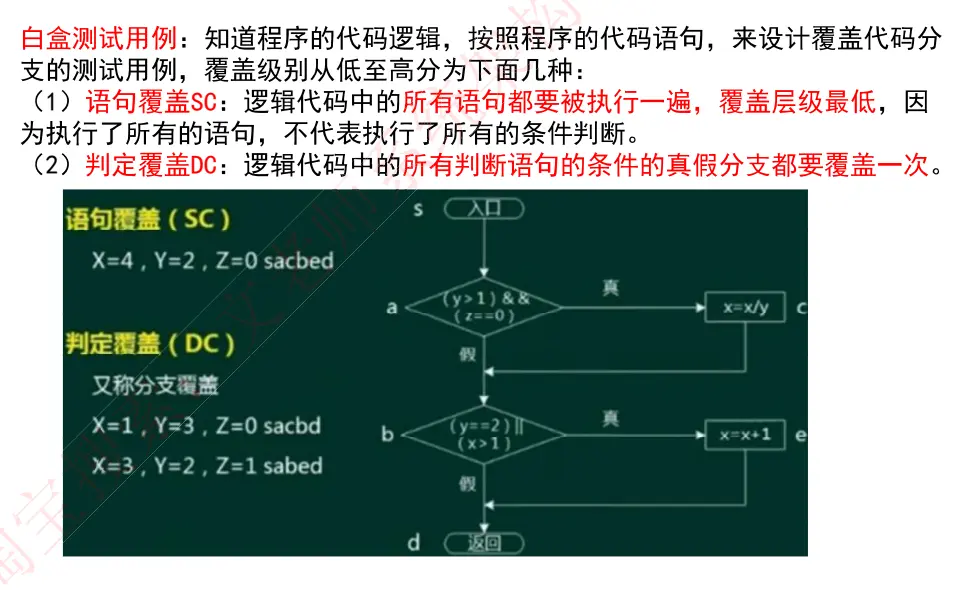 白盒测试用例：知道程序的代码逻辑，按照程序的代码语句，来设计覆盖代码分
支的测试用例，覆盖级别从低至高分为下面几种：
（1）语句覆盖SC：逻辑代码中的所有语句都要被执行一遍，覆盖层级最低，因
为执行了所有的语句，不代表执行了所有的条件判断。
（2）判定覆盖DC：逻辑代码中的所有判断语句的条件的真假分支都要覆盖一次。
语句覆盖（SC）
X=4，Y=2，Z=0 sacbed
判定覆盖（DC）
又称分支覆盖
X=1，Y=3，Z=0 sacbd
X=3，Y=2，Z=1 sabed
s
入口
a
(y>1)&&
(z==0)
真
x=x/y
c
假
b
(y==2)||
(x>1)
真
x=x+1
e
假
d
返回